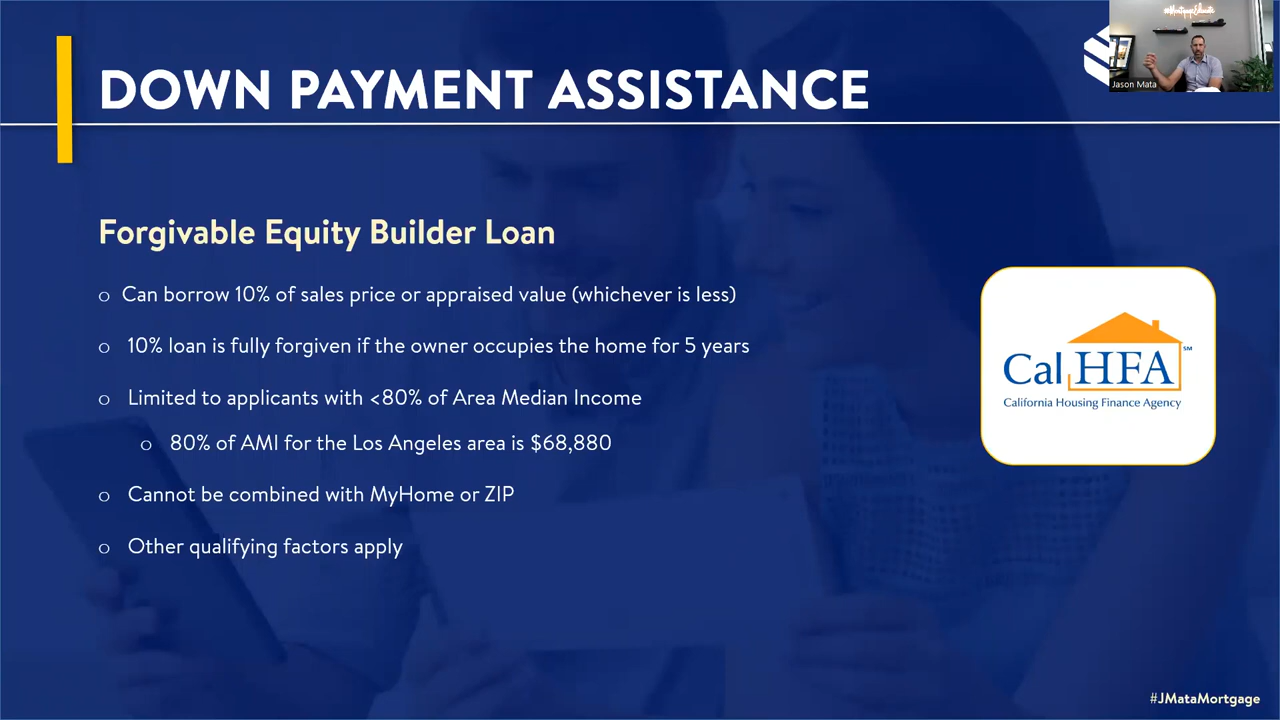 #MortgageEducate
Jason Mata
DOWN PAYMENT ASSISTANCE
Forgivable Equity Builder Loan
o Can borrow 10% of sales price or appraised value (whichever is less)
o 10% loan is fully forgiven if the owner occupies the home for 5 years
o Limited to applicants with <80% of Area Median Income
o 80% of AMI for the Los Angeles area is $68,880
o Cannot be combined with MyHome or ZIP
o Other qualifying factors apply
Cal HFA SM
California Housing Finance Agency
#JMataMortgage